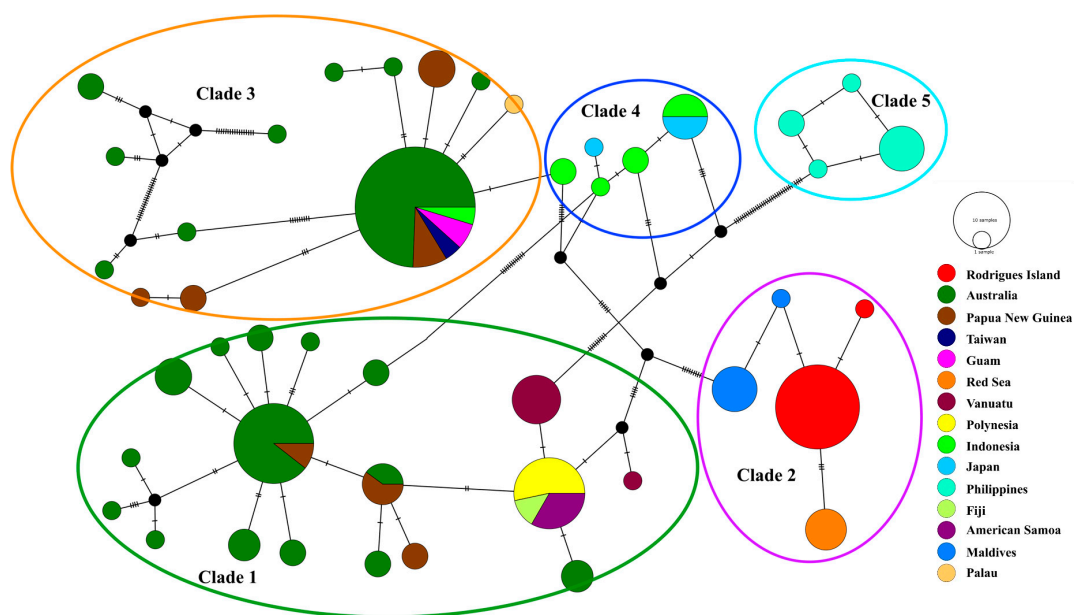 Clade 3
Clade 4
Clade 5
10 samples
1 sample
Rodrigues Island
Australia
Papua New Guinea
Taiwan
Guam
Red Sea
Vanuatu
Polynesia
Indonesia
Japan
Philippines
Fiji
American Samoa
Maldives
Palau
Clade 2
Clade 1